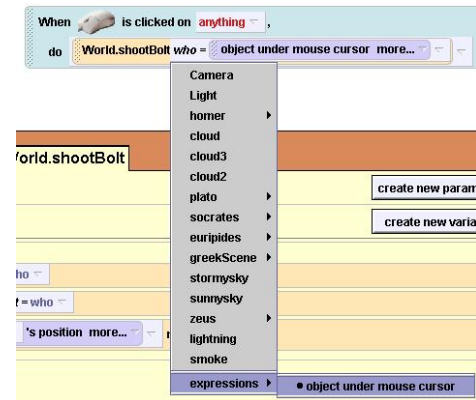 When is clicked on anything ,
do World.shootBolt who = object under mouse cursor more...
Camera
Light
homer
cloud
cloud3
cloud2
plato
socrates
euripides
greekScene
stormysky
sunnysky
zeus
lightning
smoke
expressions
object under mouse cursor
World.shootBolt
create new param
create new varia
ho
t = who
's position more...